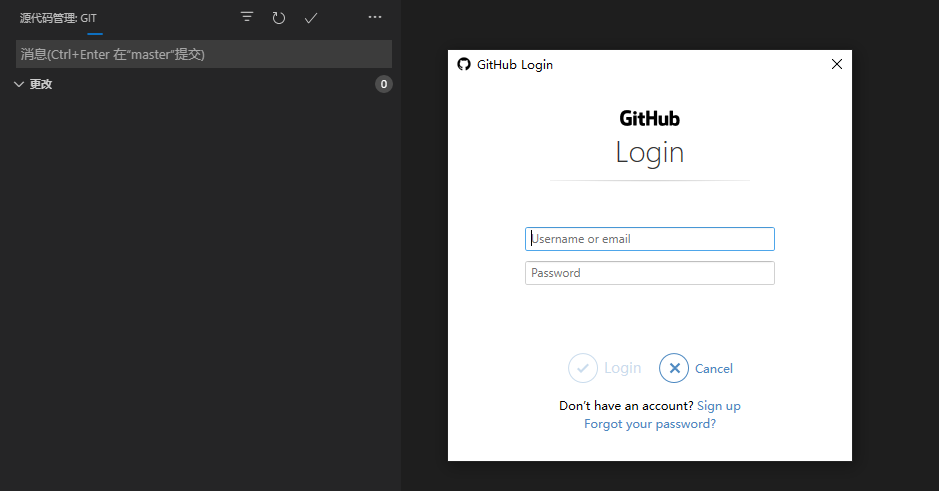 源代码管理: GIT
消息(Ctrl+Enter 在"master"提交)
更改
0
GitHub Login
GitHub
Login
Username or email
Password
Login
Cancel
Don't have an account? Sign up
Forgot your password?